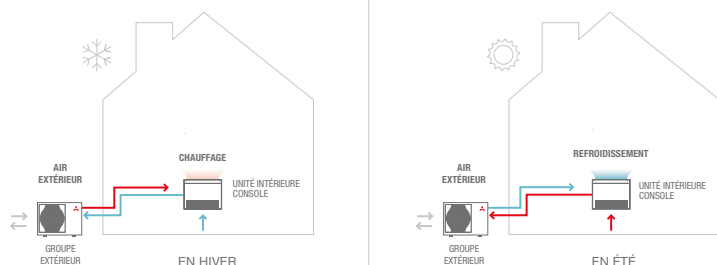 CHAUFFAGE
AIR
EXTÉRIEUR
UNITÉ INTÉRIEURE
CONSOLE
GROUPE
EXTÉRIEUR
EN HIVER
REFROIDISSEMENT
AIR
EXTÉRIEUR
UNITÉ INTÉRIEURE
CONSOLE
GROUPE
EXTÉRIEUR
EN ÉTÉ